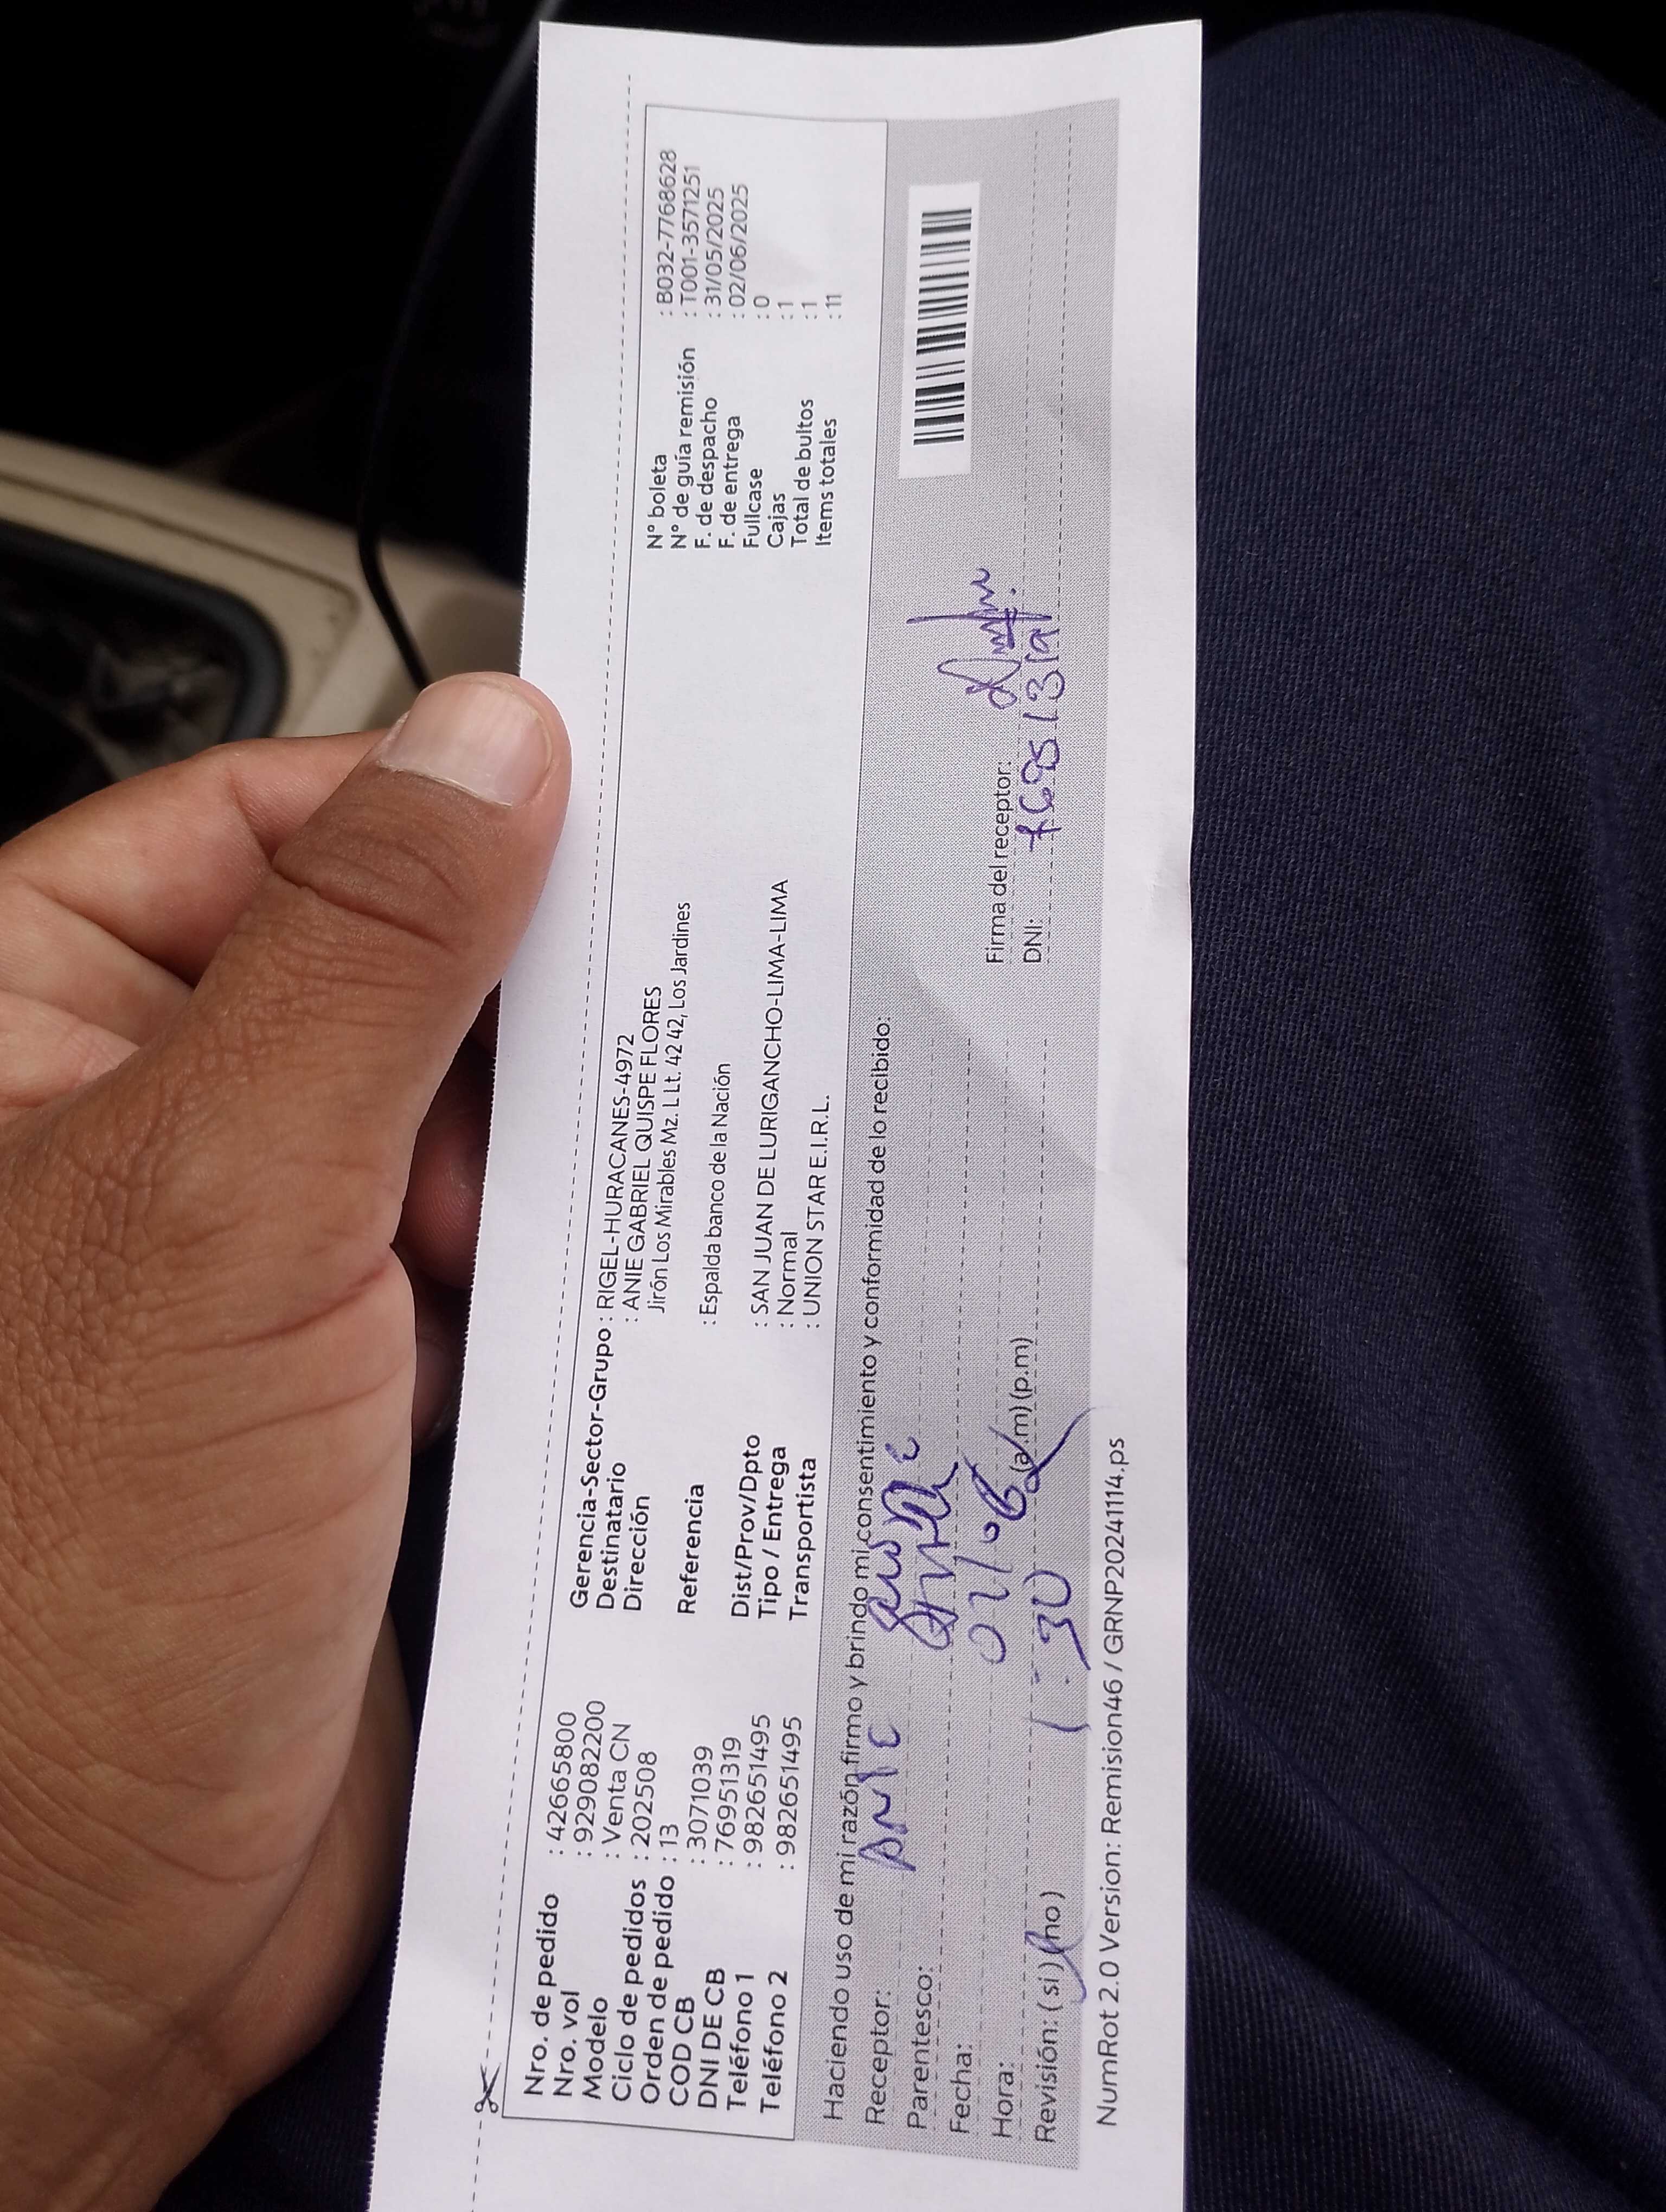 Nro. de pedido : 42665800
Nro. vol : 9290082200
Modelo : Venta CN
Ciclo de pedidos : 202508
Orden de pedido : 13
COD CB : 3071039
DNI DE CB : 76951319
Teléfono 1 : 982651495
Teléfono 2 : 982651495
Gerencia-Sector-Grupo : RIGEL-HURACANES-4972
Destinatario : ANIE GABRIEL QUISPE FLORES
Dirección Jirón Los Mirables Mz. L Lt. 42 42, Los Jardines
Referencia : Espalda banco de la Nación
Dist/Prov/Dpto : SAN JUAN DE LURIGANCHO-LIMA-LIMA
Tipo / Entrega : Normal
Transportista : UNION STAR E.I.R.L.
N° boleta : B032-7768628
N° de guía remisión : T001-3571251
F. de despacho : 31/05/2025
F. de entrega : 02/06/2025
Fullcase : 0
Cajas : 1
Total de bultos : 1
Items totales : 11
Haciendo uso de mi razón firmo y brindo mi consentimiento y conformidad de lo recibido:
Receptor: ANIE
Parentesco:
Fecha: 02/06
Hora: 1:30 (a.m) (p.m)
Revisión: (si) (no)
Firma del receptor:
DNI: 76951319
NumRot 2.0 Version: Remision46 / GRNP20241114.ps